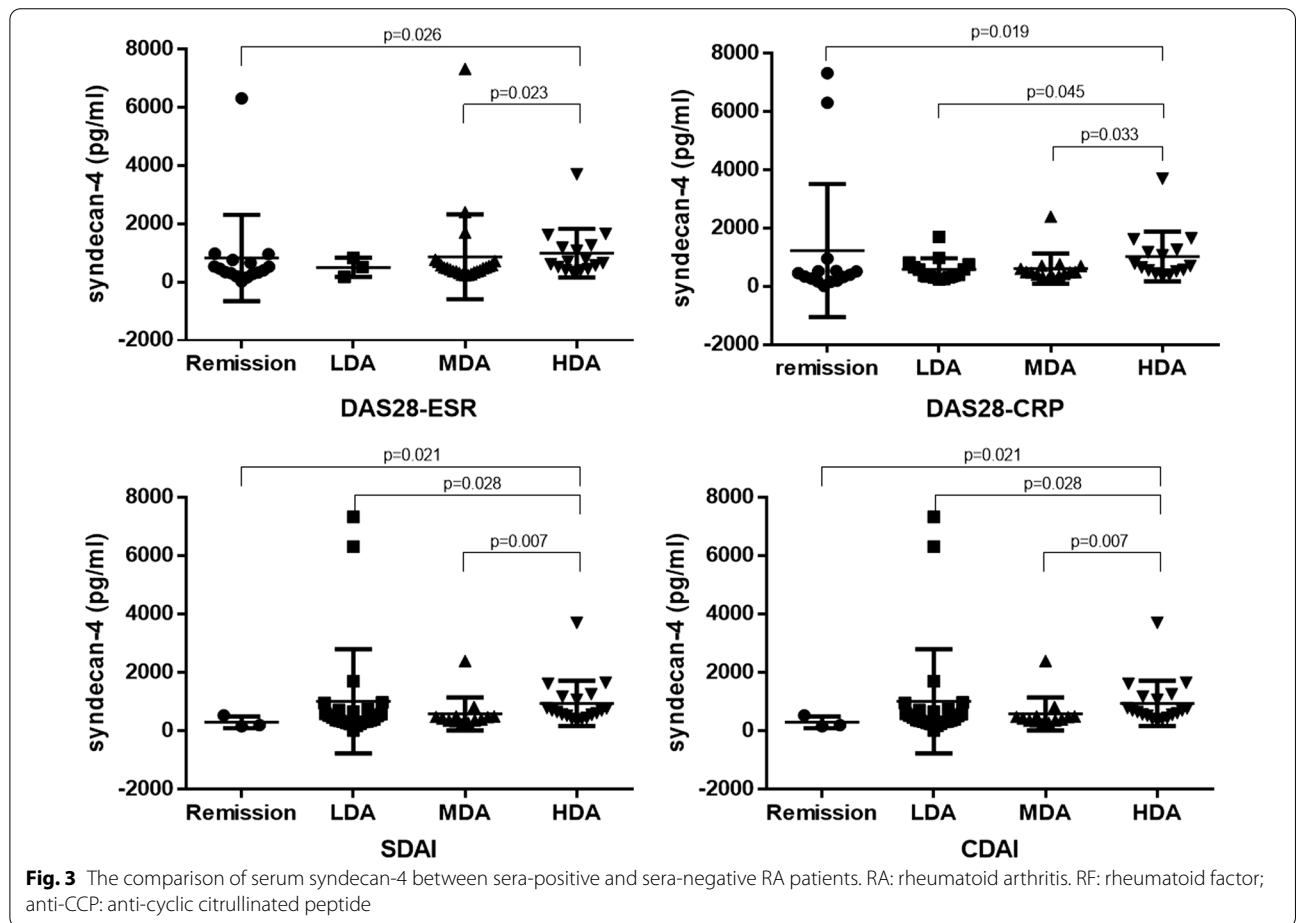 p=0.026
p=0.023
8000
6000
4000
2000
0
-2000
syndecan-4 (pg/ml)
Remission LDA MDA HDA
DAS28-ESR
p=0.019
p=0.045
p=0.033
8000
6000
4000
2000
0
-2000
syndecan-4 (pg/ml)
remission LDA MDA HDA
DAS28-CRP
p=0.021
p=0.028
p=0.007
8000
6000
4000
2000
0
-2000
syndecan-4 (pg/ml)
Remission LDA MDA HDA
SDAI
p=0.021
p=0.028
p=0.007
8000
6000
4000
2000
0
-2000
syndecan-4 (pg/ml)
Remission LDA MDA HDA
CDAI
Fig. 3 The comparison of serum syndecan-4 between sera-positive and sera-negative RA patients. RA: rheumatoid arthritis. RF: rheumatoid factor;
anti-CCP: anti-cyclic citrullinated peptide